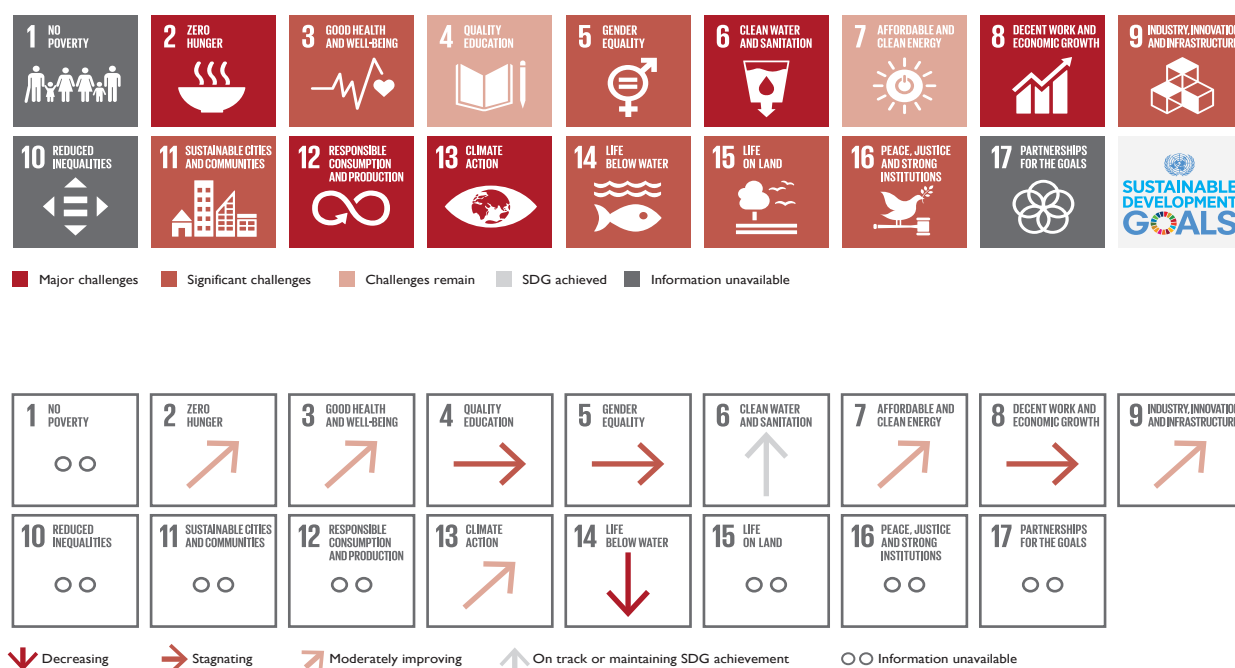 1 NO
POVERTY
2 ZERO
HUNGER
3 GOOD HEALTH
AND WELL-BEING
4 QUALITY
EDUCATION
5 GENDER
EQUALITY
6 CLEAN WATER
AND SANITATION
7 AFFORDABLE AND
CLEAN ENERGY
8 DECENT WORK AND
ECONOMIC GROWTH
9 INDUSTRY, INNOVATION
AND INFRASTRUCTURE
10 REDUCED
INEQUALITIES
11 SUSTAINABLE CITIES
AND COMMUNITIES
12 RESPONSIBLE
CONSUMPTION
AND PRODUCTION
13 CLIMATE
ACTION
14 LIFE
BELOW WATER
15 LIFE
ON LAND
16 PEACE, JUSTICE
AND STRONG
INSTITUTIONS
17 PARTNERSHIPS
FOR THE GOALS
SUSTAINABLE
DEVELOPMENT
GOALS
Major challenges Significant challenges Challenges remain SDG achieved Information unavailable
1 NO
POVERTY
2 ZERO
HUNGER
3 GOOD HEALTH
AND WELL-BEING
4 QUALITY
EDUCATION
5 GENDER
EQUALITY
6 CLEAN WATER
AND SANITATION
7 AFFORDABLE AND
CLEAN ENERGY
8 DECENT WORK AND
ECONOMIC GROWTH
9 INDUSTRY, INNOVATION
AND INFRASTRUCTURE
10 REDUCED
INEQUALITIES
11 SUSTAINABLE CITIES
AND COMMUNITIES
12 RESPONSIBLE
CONSUMPTION
AND PRODUCTION
13 CLIMATE
ACTION
14 LIFE
BELOW WATER
15 LIFE
ON LAND
16 PEACE, JUSTICE
AND STRONG
INSTITUTIONS
17 PARTNERSHIPS
FOR THE GOALS
Decreasing Stagnating Moderately improving On track or maintaining SDG achievement Information unavailable